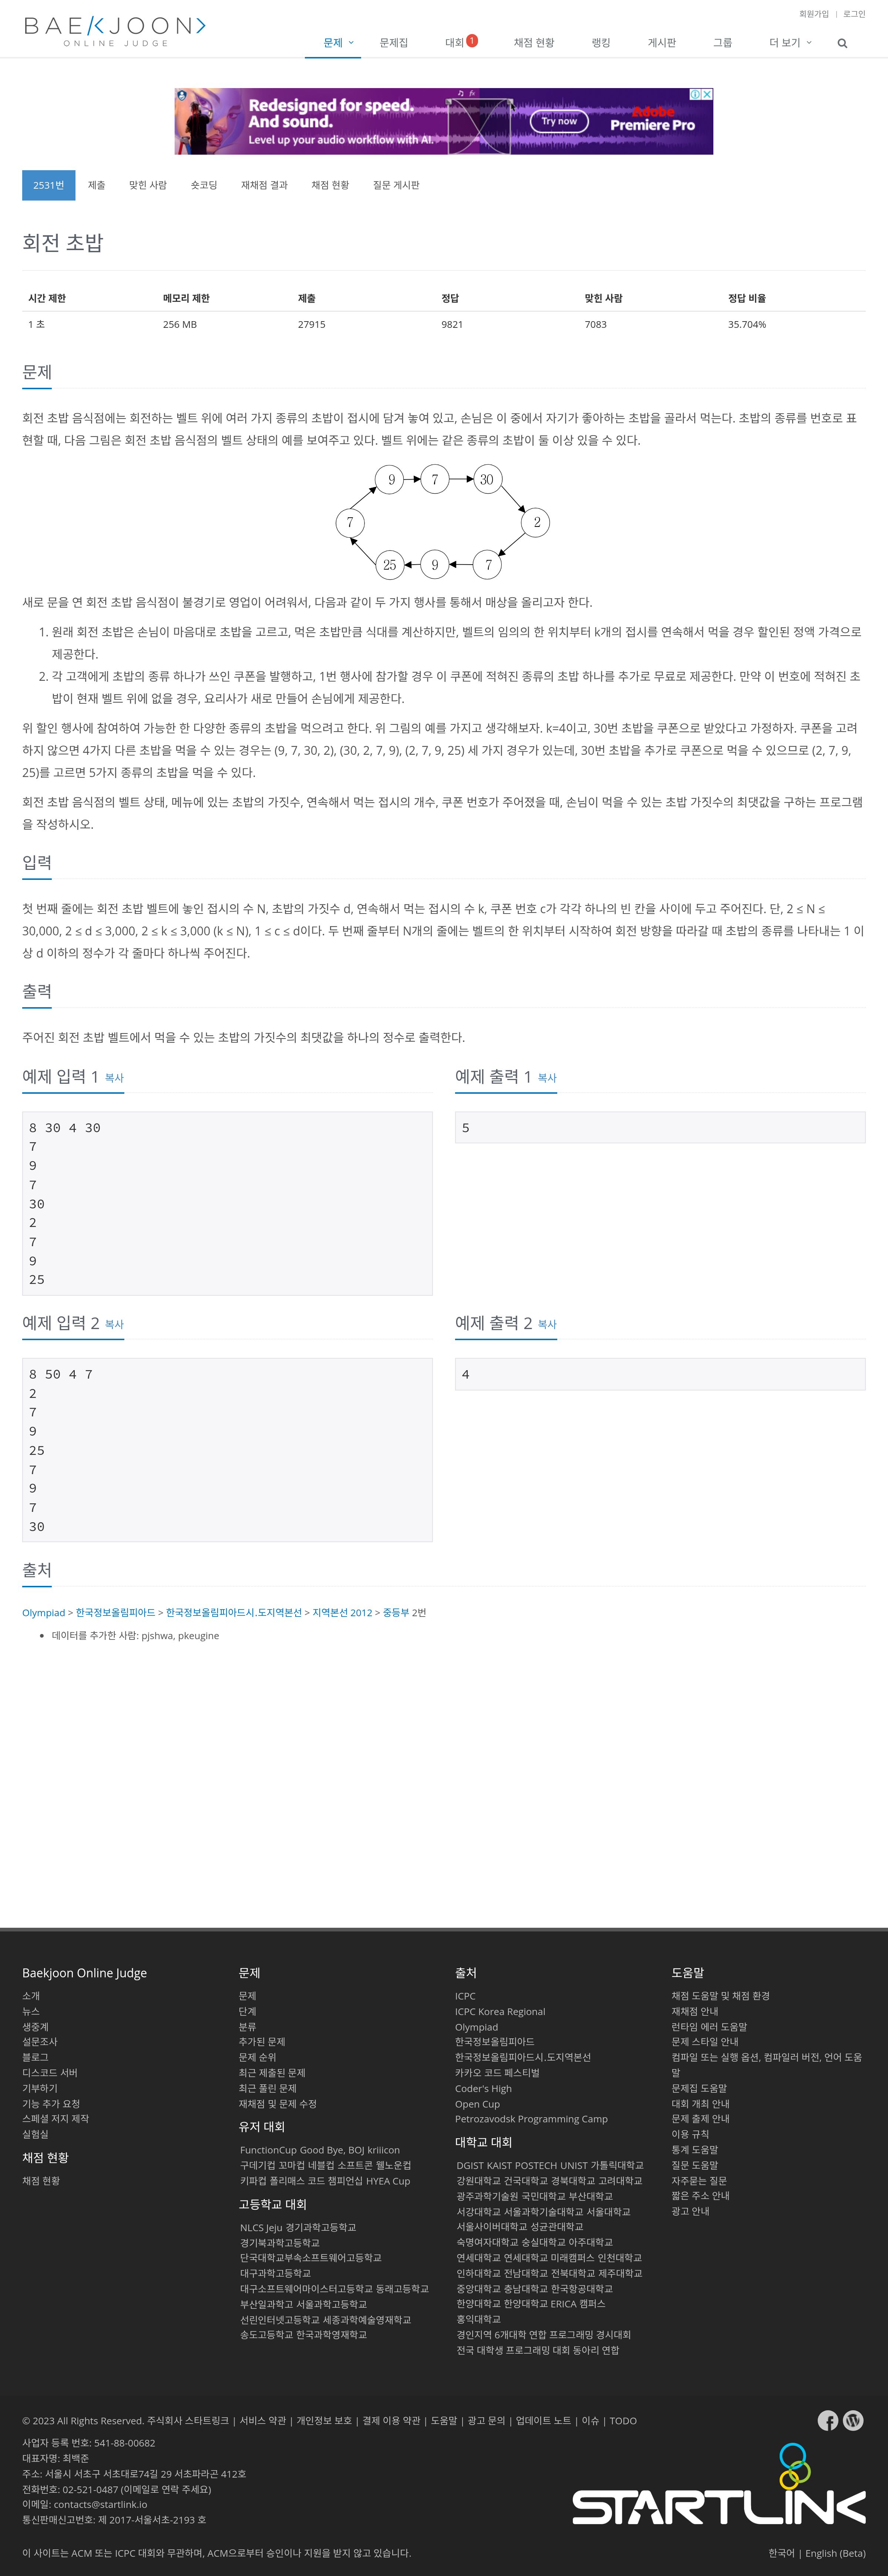 회원가입 | 로그인
BAEKJOON
ONLINE JUDGE
문제 문제집 대회 1 채점 현황 랭킹 게시판 그룹 더 보기
Redesigned for speed.
And sound.
Level up your audio workflow with AI.
Try now
Adobe
Premiere Pro
2531번 제출 맞힌 사람 숏코딩 재채점 결과 채점 현황 질문 게시판
회전 초밥
시간 제한 메모리 제한 제출 정답 맞힌 사람 정답 비율
1 초 256 MB 27915 9821 7083 35.704%
문제
회전 초밥 음식점에는 회전하는 벨트 위에 여러 가지 종류의 초밥이 접시에 담겨 놓여 있고, 손님은 이 중에서 자기가 좋아하는 초밥을 골라서 먹는다. 초밥의 종류를 번호로 표
현할 때, 다음 그림은 회전 초밥 음식점의 벨트 상태의 예를 보여주고 있다. 벨트 위에는 같은 종류의 초밥이 둘 이상 있을 수 있다.
9 7 30
7 2
25 9 7
새로 문을 연 회전 초밥 음식점이 불경기로 영업이 어려워서, 다음과 같이 두 가지 행사를 통해서 매상을 올리고자 한다.
1. 원래 회전 초밥은 손님이 마음대로 초밥을 고르고, 먹은 초밥만큼 식대를 계산하지만, 벨트의 임의의 한 위치부터 k개의 접시를 연속해서 먹을 경우 할인된 정액 가격으로
제공한다.
2. 각 고객에게 초밥의 종류 하나가 쓰인 쿠폰을 발행하고, 1번 행사에 참가할 경우 이 쿠폰에 적혀진 종류의 초밥 하나를 추가로 무료로 제공한다. 만약 이 번호에 적혀진 초
밥이 현재 벨트 위에 없을 경우, 요리사가 새로 만들어 손님에게 제공한다.
위 할인 행사에 참여하여 가능한 한 다양한 종류의 초밥을 먹으려고 한다. 위 그림의 예를 가지고 생각해보자. k=4이고, 30번 초밥을 쿠폰으로 받았다고 가정하자. 쿠폰을 고려
하지 않으면 4가지 다른 초밥을 먹을 수 있는 경우는 (9, 7, 30, 2), (30, 2, 7, 9), (2, 7, 9, 25) 세 가지 경우가 있는데, 30번 초밥을 추가로 쿠폰으로 먹을 수 있으므로 (2, 7, 9,
25)를 고르면 5가지 종류의 초밥을 먹을 수 있다.
회전 초밥 음식점의 벨트 상태, 메뉴에 있는 초밥의 가짓수, 연속해서 먹는 접시의 개수, 쿠폰 번호가 주어졌을 때, 손님이 먹을 수 있는 초밥 가짓수의 최댓값을 구하는 프로그램
을 작성하시오.
입력
첫 번째 줄에는 회전 초밥 벨트에 놓인 접시의 수 N, 초밥의 가짓수 d, 연속해서 먹는 접시의 수 k, 쿠폰 번호 c가 각각 하나의 빈 칸을 사이에 두고 주어진다. 단, 2 ≤ N ≤
30,000, 2 ≤ d ≤ 3,000, 2 ≤ k ≤ 3,000 (k ≤ N), 1 ≤ c ≤ d이다. 두 번째 줄부터 N개의 줄에는 벨트의 한 위치부터 시작하여 회전 방향을 따라갈 때 초밥의 종류를 나타내는 1 이
상 d 이하의 정수가 각 줄마다 하나씩 주어진다.
출력
주어진 회전 초밥 벨트에서 먹을 수 있는 초밥의 가짓수의 최댓값을 하나의 정수로 출력한다.
예제 입력 1 복사
8 30 4 30
7
9
7
30
2
7
9
25
예제 출력 1 복사
5
예제 입력 2 복사
8 50 4 7
2
7
9
25
7
9
7
30
예제 출력 2 복사
4
출처
Olympiad > 한국정보올림피아드 > 한국정보올림피아드시.도지역본선 > 지역본선 2012 > 중등부 2번
데이터를 추가한 사람: pjshwa, pkeugine
Baekjoon Online Judge
소개
뉴스
생중계
설문조사
블로그
디스코드 서버
기부하기
기능 추가 요청
스페셜 저지 제작
실험실
채점 현황
채점 현황
문제
문제
단계
분류
추가된 문제
문제 순위
최근 제출된 문제
최근 풀린 문제
재채점 및 문제 수정
유저 대회
FunctionCup Good Bye, BOJ kriiicon
구데기컵 꼬마컵 네블컵 소프트콘 웰노운컵
키파컵 폴리매스 코드 챔피언십 HYEA Cup
고등학교 대회
NLCS Jeju 경기과학고등학교
경기북과학고등학교
단국대학교부속소프트웨어고등학교
대구과학고등학교
대구소프트웨어마이스터고등학교 동래고등학교
부산일과학고 서울과학고등학교
선린인터넷고등학교 세종과학예술영재학교
송도고등학교 한국과학영재학교
출처
ICPC
ICPC Korea Regional
Olympiad
한국정보올림피아드
한국정보올림피아드시.도지역본선
카카오 코드 페스티벌
Coder's High
Open Cup
Petrozavodsk Programming Camp
대학교 대회
DGIST KAIST POSTECH UNIST 가톨릭대학교
강원대학교 건국대학교 경북대학교 고려대학교
광주과학기술원 국민대학교 부산대학교
서강대학교 서울과학기술대학교 서울대학교
서울사이버대학교 성균관대학교
숙명여자대학교 숭실대학교 아주대학교
연세대학교 연세대학교 미래캠퍼스 인천대학교
인하대학교 전남대학교 전북대학교 제주대학교
중앙대학교 충남대학교 한국항공대학교
한양대학교 한양대학교 ERICA 캠퍼스
홍익대학교
경인지역 6개대학 연합 프로그래밍 경시대회
전국 대학생 프로그래밍 대회 동아리 연합
도움말
채점 도움말 및 채점 환경
재채점 안내
런타임 에러 도움말
문제 스타일 안내
컴파일 또는 실행 옵션, 컴파일러 버전, 언어 도움
말
문제집 도움말
대회 개최 안내
문제 출제 안내
이용 규칙
통계 도움말
질문 도움말
자주묻는 질문
짧은 주소 안내
광고 안내
© 2023 All Rights Reserved. 주식회사 스타트링크 | 서비스 약관 | 개인정보 보호 | 결제 이용 약관 | 도움말 | 광고 문의 | 업데이트 노트 | 이슈 | TODO
사업자 등록 번호: 541-88-00682
대표자명: 최백준
주소: 서울시 서초구 서초대로74길 29 서초파라곤 412호
전화번호: 02-521-0487 (이메일로 연락 주세요)
이메일: contacts@startlink.io
통신판매신고번호: 제 2017-서울서초-2193 호
STARTLINK
이 사이트는 ACM 또는 ICPC 대회와 무관하며, ACM으로부터 승인이나 지원을 받지 않고 있습니다.
한국어 | English (Beta)